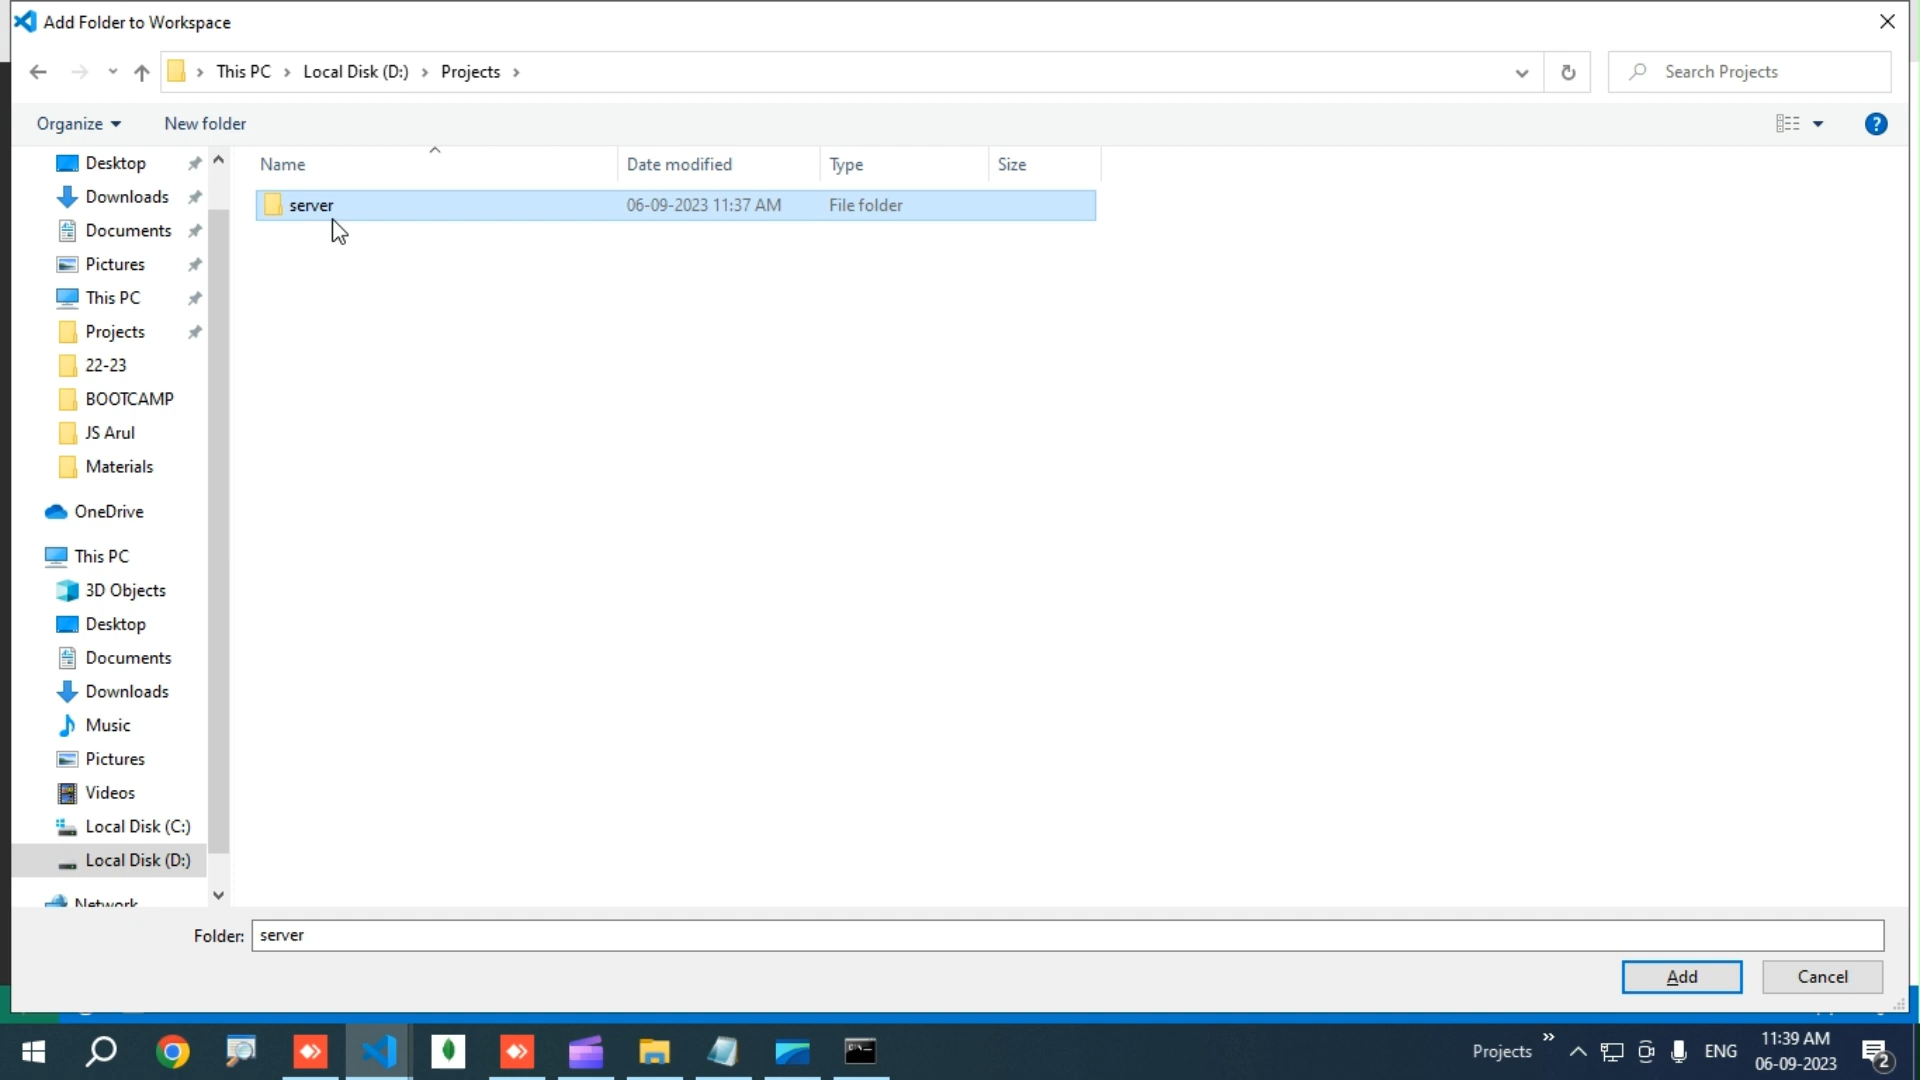 Add Folder to Workspace
This PC
Local Disk (D:)
Projects
Search Projects
Organize
New folder
?
Desktop
Downloads
Documents
Pictures
This PC
Projects
22-23
BOOTCAMP
JS Arul
Materials
OneDrive
This PC
3D Objects
Desktop
Documents
Downloads
Music
Pictures
Videos
Local Disk (C:)
Local Disk (D:)
Network
Name Date modified Type Size
server 06-09-2023 11:37 AM File folder
Folder: server
Add Cancel
Projects
ENG
11:39 AM
06-09-2023
2